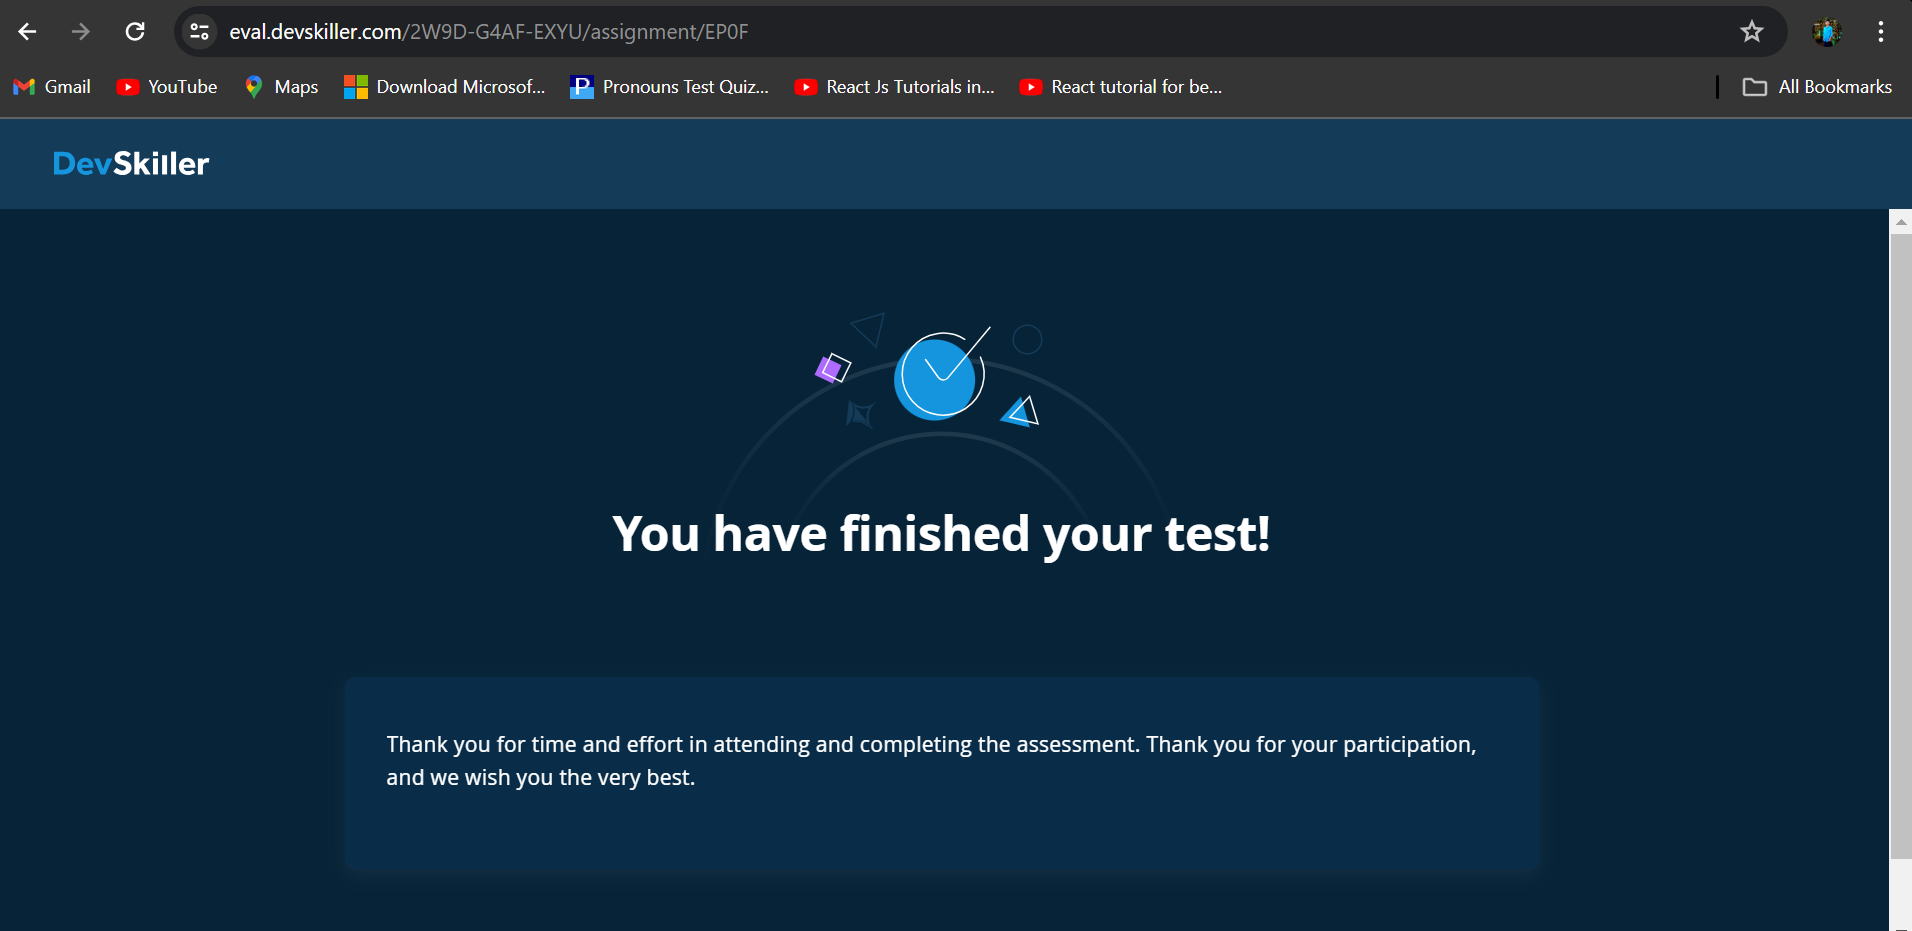 eval.devskiller.com/2W9D-G4AF-EXYU/assignment/EP0F
Gmail YouTube Maps Download Microsof... Pronouns Test Quiz... React Js Tutorials in... React tutorial for be... All Bookmarks
DevSkiller
You have finished your test!
Thank you for time and effort in attending and completing the assessment. Thank you for your participation,
and we wish you the very best.